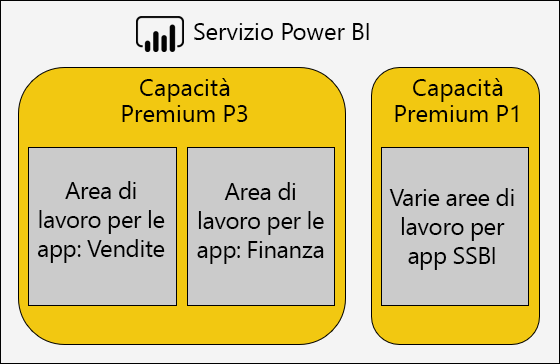 Servizio Power BI
Capacità
Premium P3
Capacità
Premium P1
Area di
lavoro per le
app: Vendite
Area di
lavoro per le
app: Finanza
Varie aree di
lavoro per
app SSBI